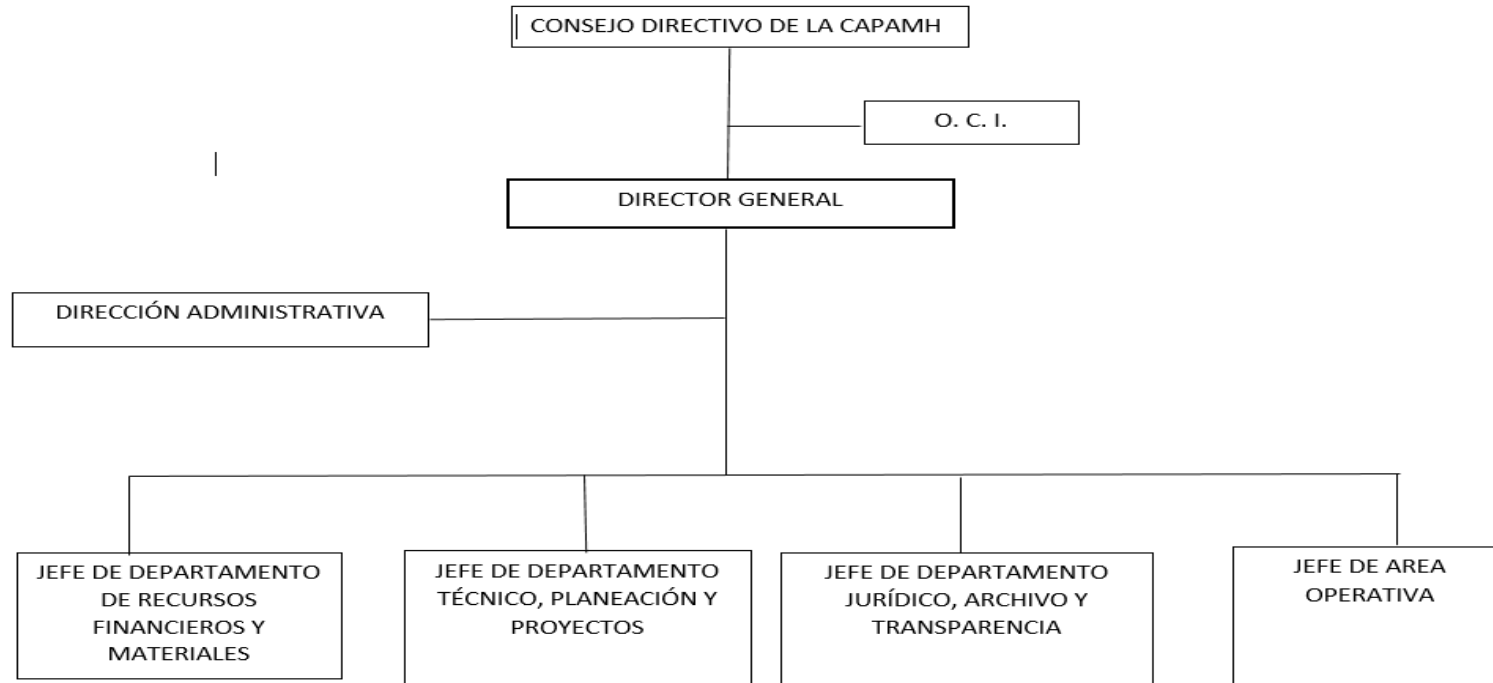 CONSEJO DIRECTIVO DE LA CAPAMH
O. C. I.
DIRECTOR GENERAL
DIRECCIÓN ADMINISTRATIVA
JEFE DE DEPARTAMENTO
DE RECURSOS
FINANCIEROS Y
MATERIALES
JEFE DE DEPARTAMENTO
TÉCNICO, PLANEACIÓN Y
PROYECTOS
JEFE DE DEPARTAMENTO
JURÍDICO, ARCHIVO Y
TRANSPARENCIA
JEFE DE AREA
OPERATIVA